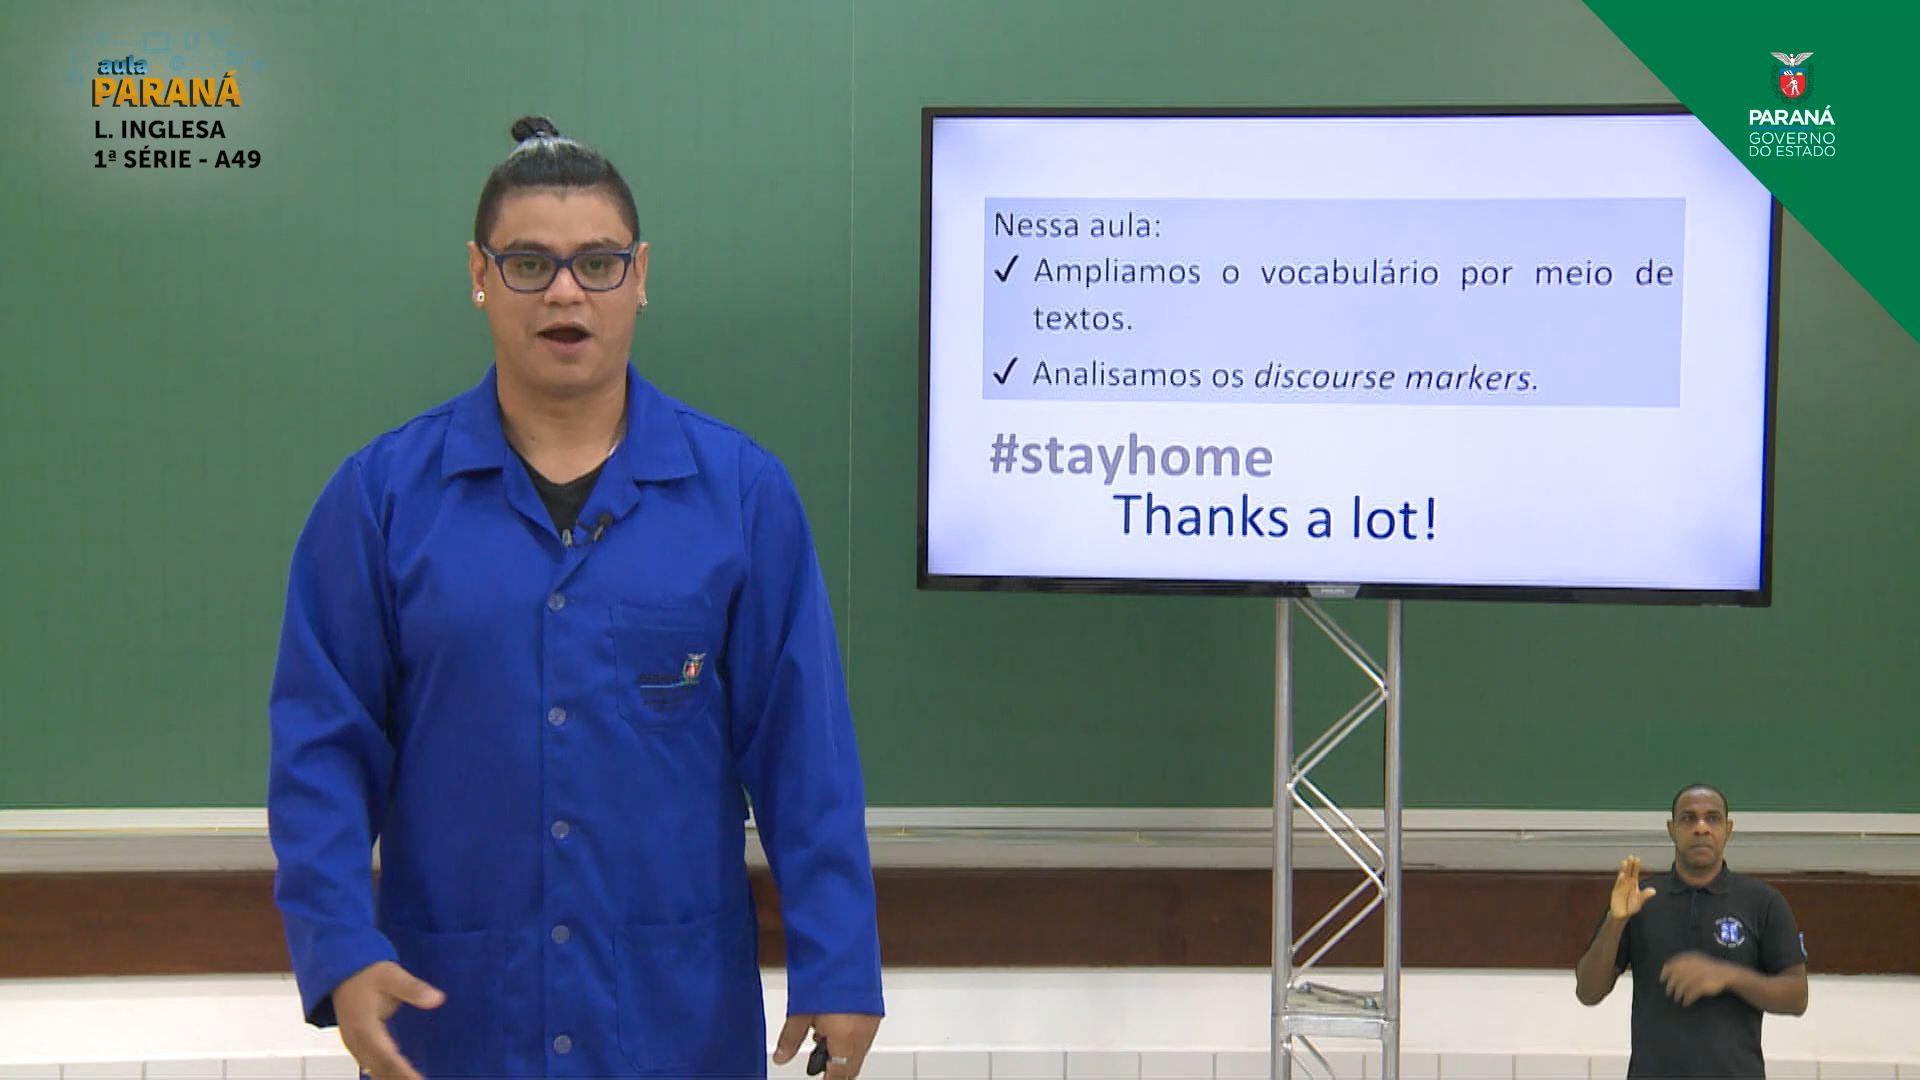 aula
PARANÁ
L. INGLESA
1ª SÉRIE - A49
PARANÁ
GOVERNO
DO ESTADO
Nessa aula:
✓ Ampliamos o vocabulário por meio de
textos.
✓ Analisamos os discourse markers.
#stayhome
Thanks a lot!
PHILIPS